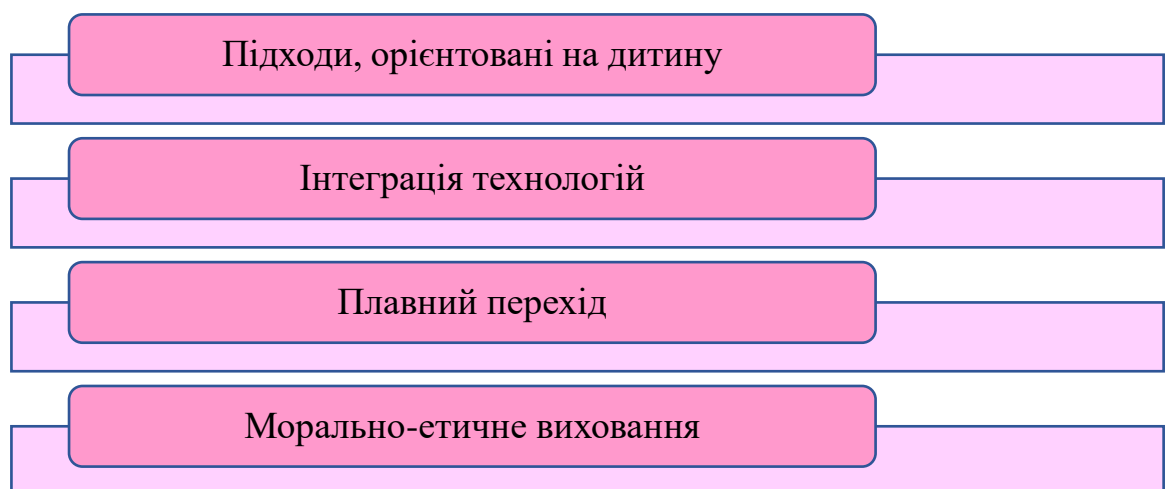 Підходи, орієнтовані на дитину
Інтеграція технологій
Плавний перехід
Морально-етичне виховання